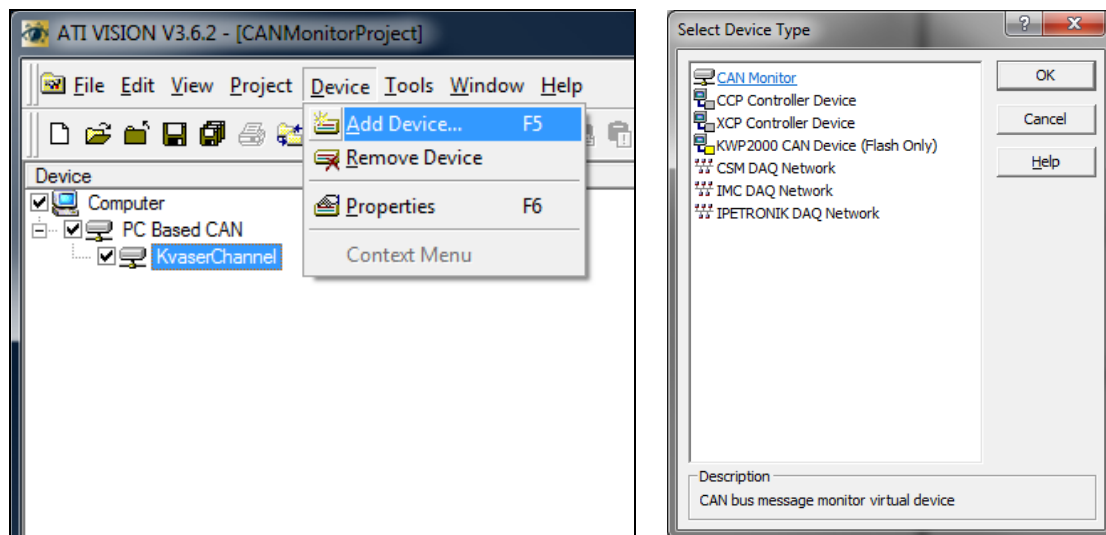 ATI VISION V3.6.2 - [CANMonitorProject]
File Edit View Project Device Tools Window Help
Add Device... F5
Remove Device
Properties F6
Context Menu
Device
Computer
PC Based CAN
KvaserChannel
Select Device Type
?
X
CAN Monitor
CCP Controller Device
XCP Controller Device
KWP2000 CAN Device (Flash Only)
CSM DAQ Network
IMC DAQ Network
IPETRONIK DAQ Network
OK
Cancel
Help
Description
CAN bus message monitor virtual device